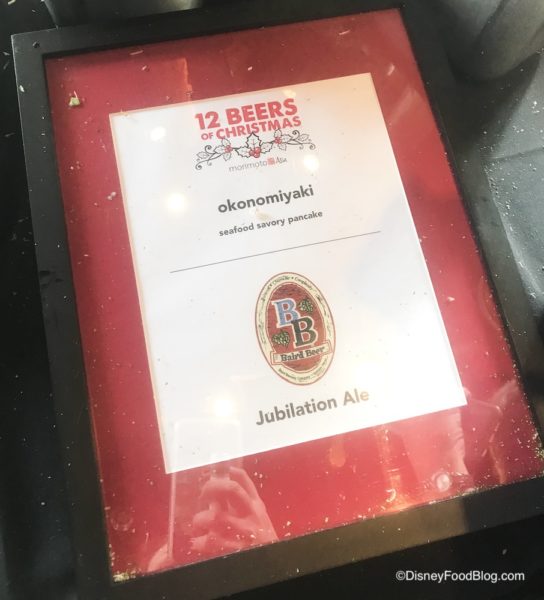 12 BEERS
OF CHRISTMAS
morimoto Asia
okonomiyaki
seafood savory pancake
BB
Baird Beer
Jubilation Ale
©DisneyFoodBlog.com